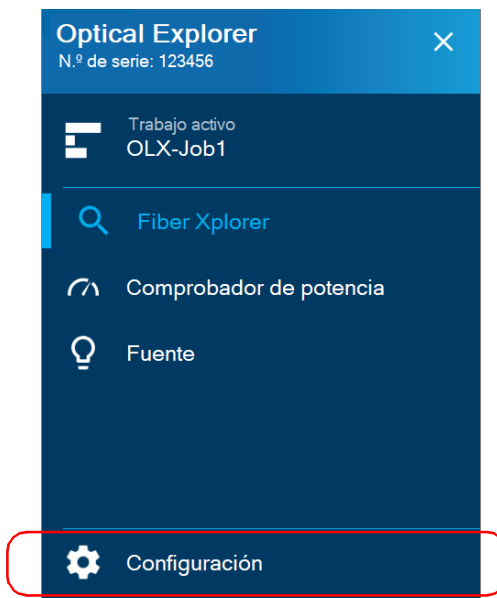 Optical Explorer
N.º de serie: 123456
Trabajo activo
OLX-Job1
Fiber Xplorer
Comprobador de potencia
Fuente
Configuración